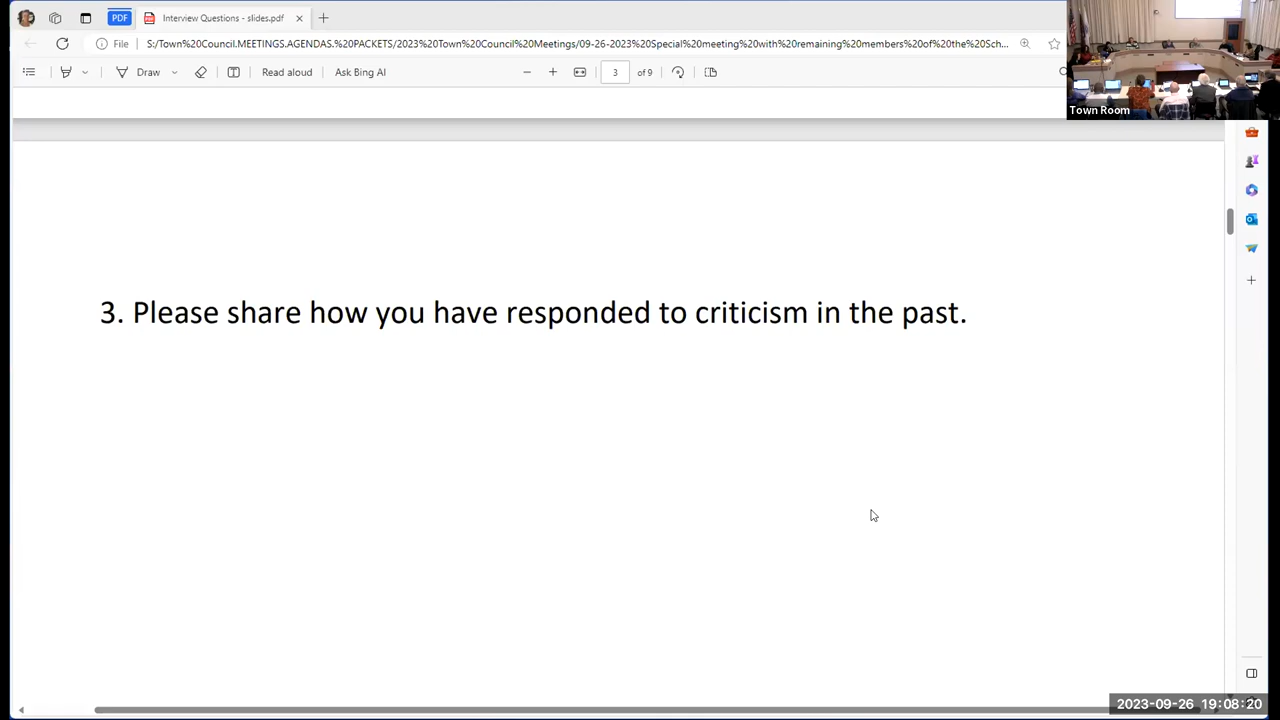 PDF
Interview Questions - slides.pdf
File
S:/Town%20Council.MEETINGS.AGENDAS.%20PACKETS/2023%20Town%20Council%20Meetings/09-26-2023%20Special%20meeting%20with%20remaining%20members%20of%20the%20Sch...
Draw
Read aloud
Ask Bing AI
3
of 9
Town Room
3. Please share how you have responded to criticism in the past.
2023-09-26 19:08:20